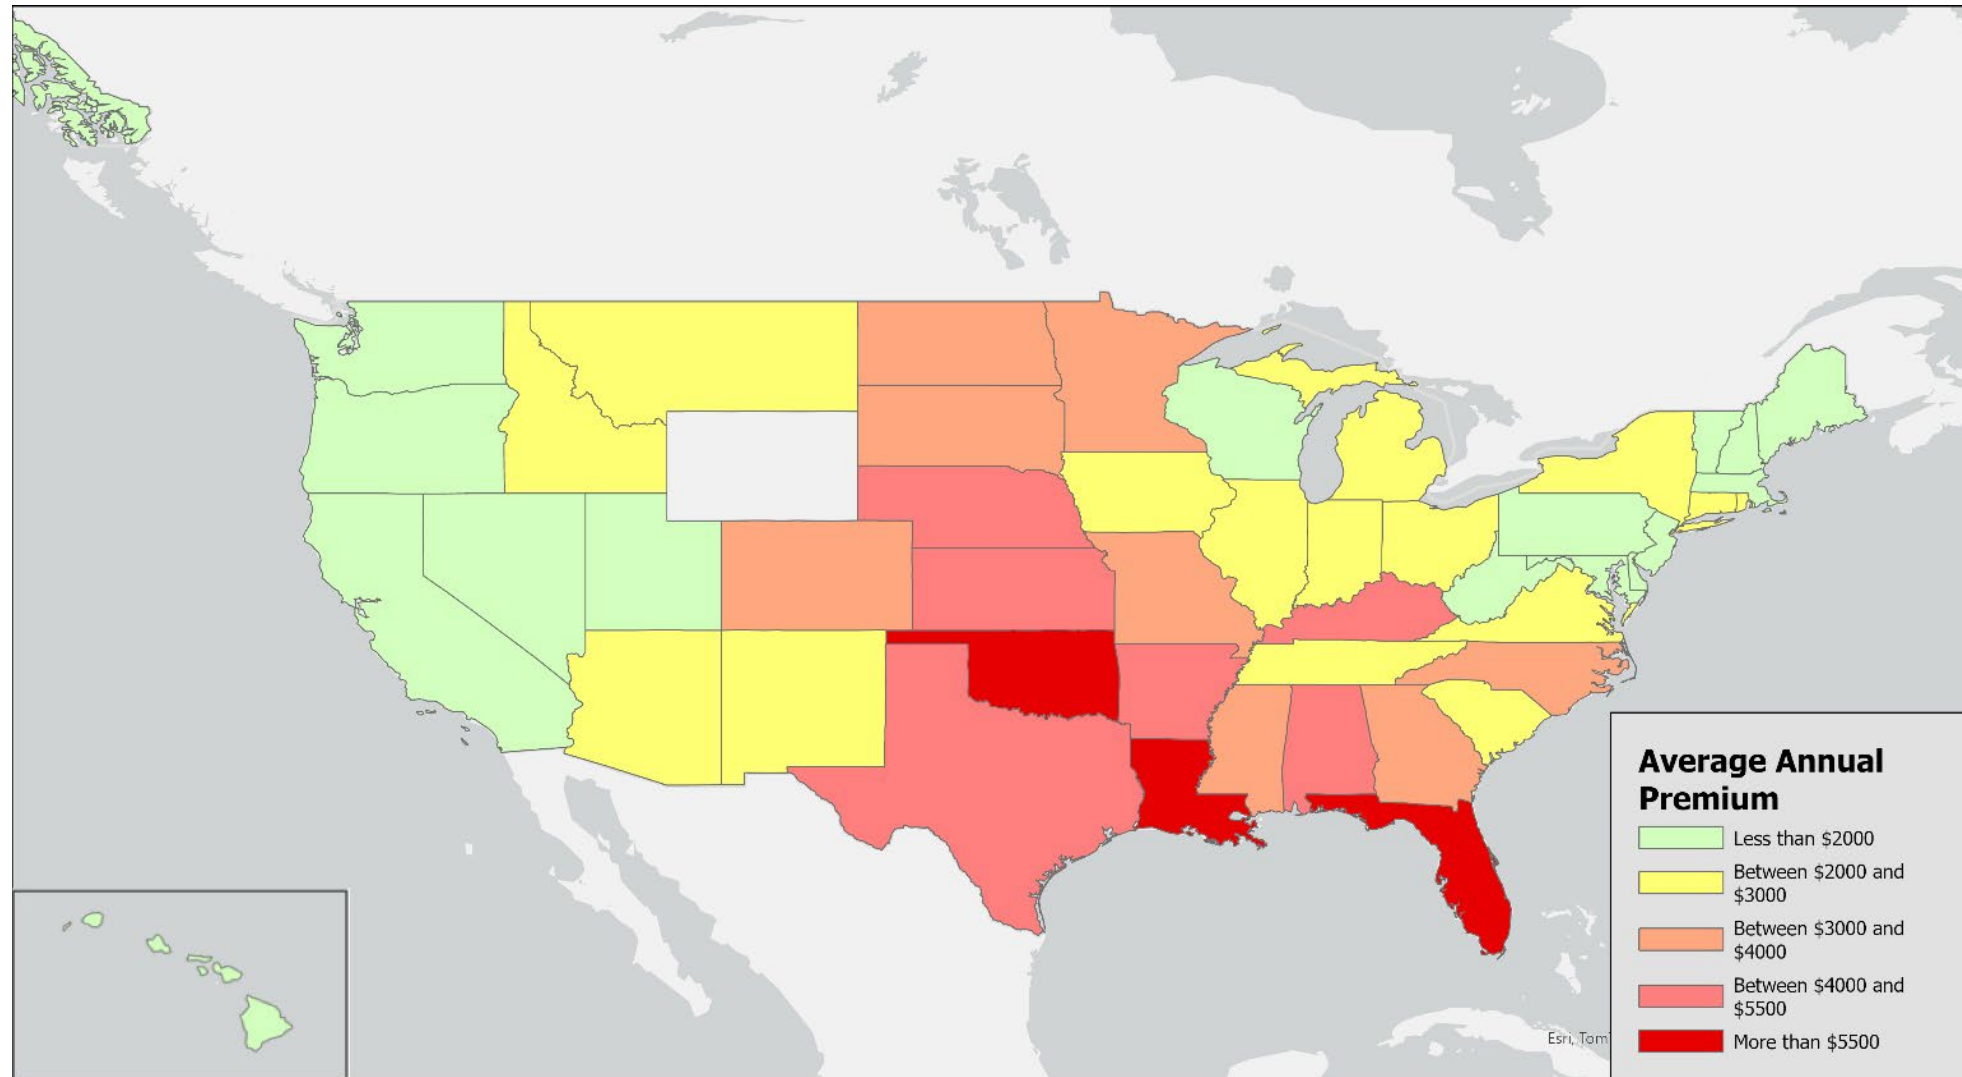 Average Annual
Premium
Less than $2000
Between $2000 and
$3000
Between $3000 and
$4000
Between $4000 and
$5500
More than $5500
Esri, Tom